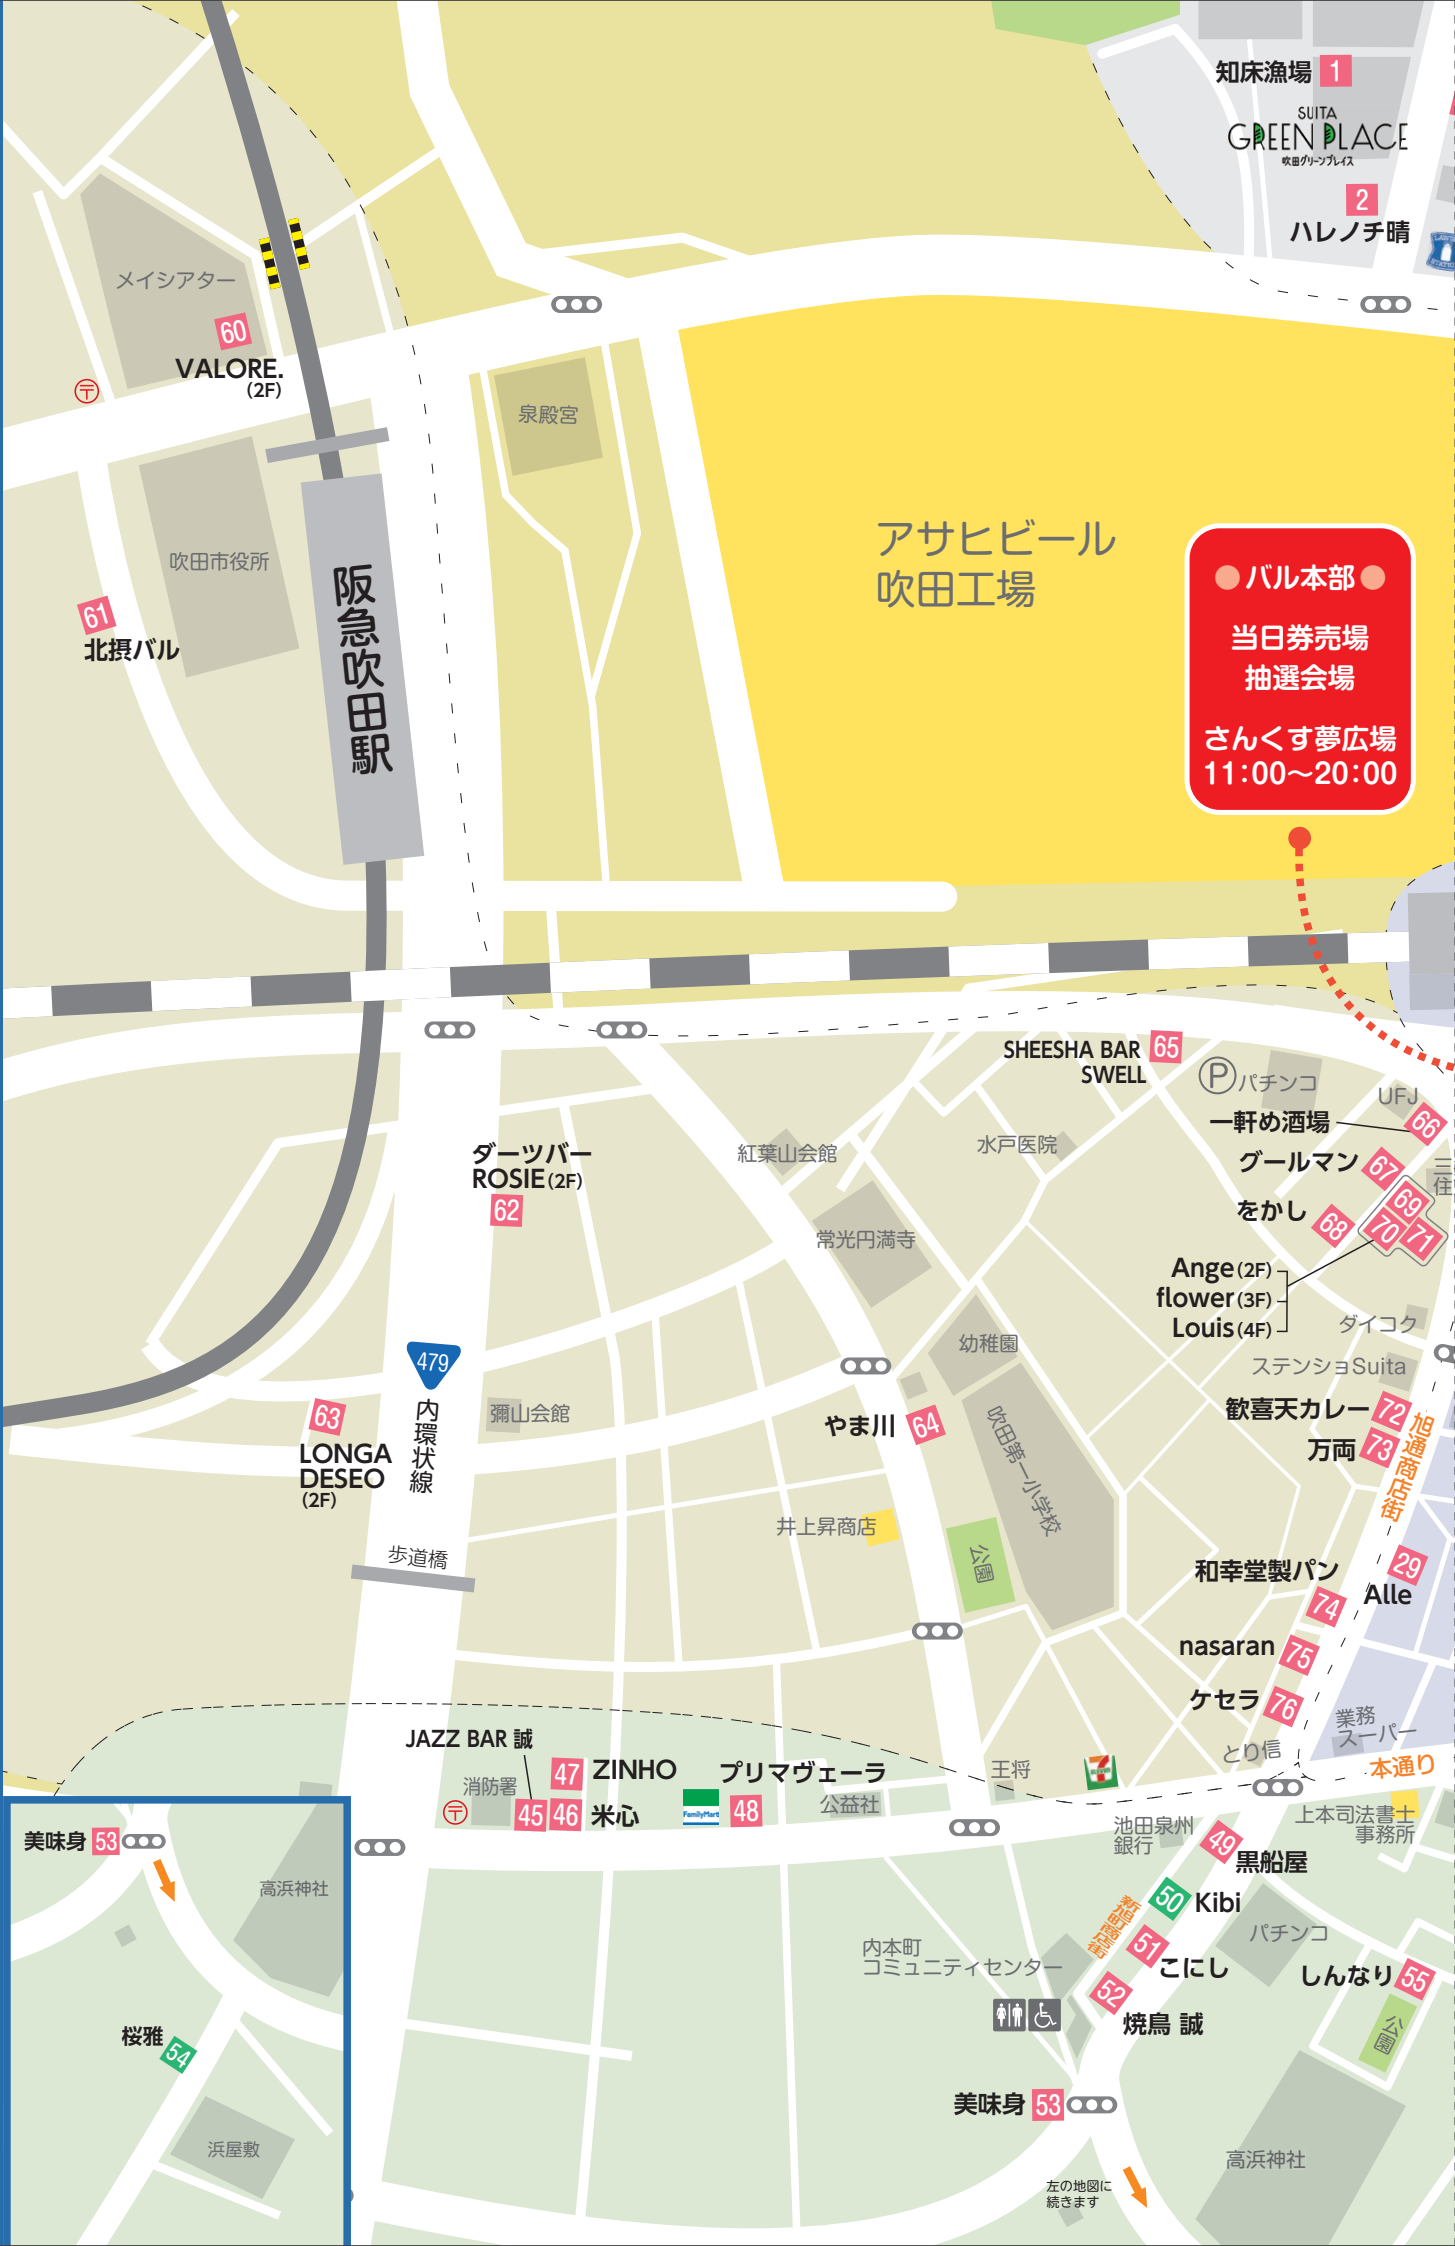 知床漁場 1
SUITA
GREEN PLACE
吹田グリーンプレイス
2
ハレノチ晴
メイシアター
60
VALORE.
(2F)
〒
泉殿宮
吹田市役所
61
北摂バル
阪急吹田駅
アサヒビール
吹田工場
バル本部
当日券売場
抽選会場
さんくす夢広場
11:00～20:00
SHEESHA BAR
SWELL
65
P パチンコ
UFJ
一軒め酒場 66
グールマン 67
をかし 68
69
70
71
三
住
Ange(2F)
flower(3F)
Louis(4F)
ダーツバー
ROSIE(2F)
62
紅葉山会館
水戸医院
常光円満寺
幼稚園
ダイコク
ステンショSuita
479
内環状線
63
LONGA
DESEO
(2F)
彌山会館
やま川 64
吹田第一小学校
歓喜天カレー 72
万両 73
旭通商店街
井上昇商店
公園
歩道橋
29
Alle
和幸堂製パン
74
nasaran 75
ケセラ 76
業務
スーパー
とり信
本通り
JAZZ BAR 誠
消防署
〒
45
46 米心
47 ZINHO
FamilyMart
プリマヴェーラ
48
公益社
王将
7 ELEVEN
池田泉州
銀行
上本司法書士
事務所
49
黒船屋
50 Kibi
新旭町商店街
51
こにし
52
焼鳥 誠
パチンコ
しんなり 55
公園
内本町
コミュニティセンター
美味身 53
高浜神社
左の地図に
続きます
美味身 53
高浜神社
桜雅
54
浜屋敷